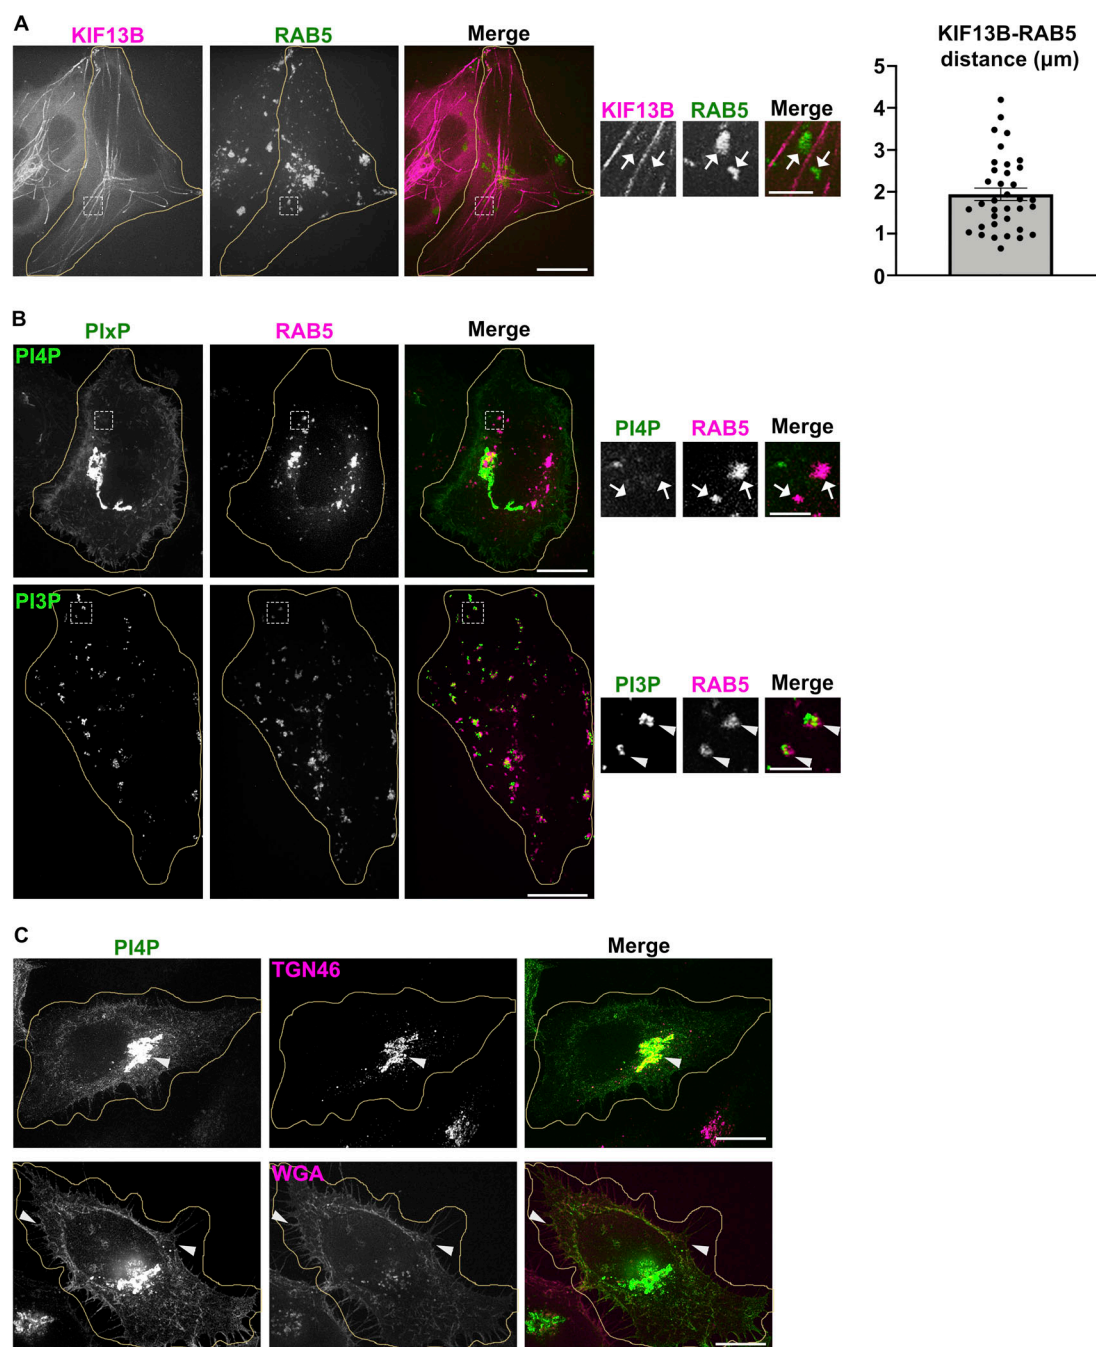 A
KIF13B RAB5 Merge
KIF13B RAB5 Merge
KIF13B-RAB5
distance (µm)
5
4
3
2
1
0
B
PIxP RAB5 Merge
PI4P
PI4P RAB5 Merge
PI3P
PI3P RAB5 Merge
C
PI4P Merge
TGN46
WGA